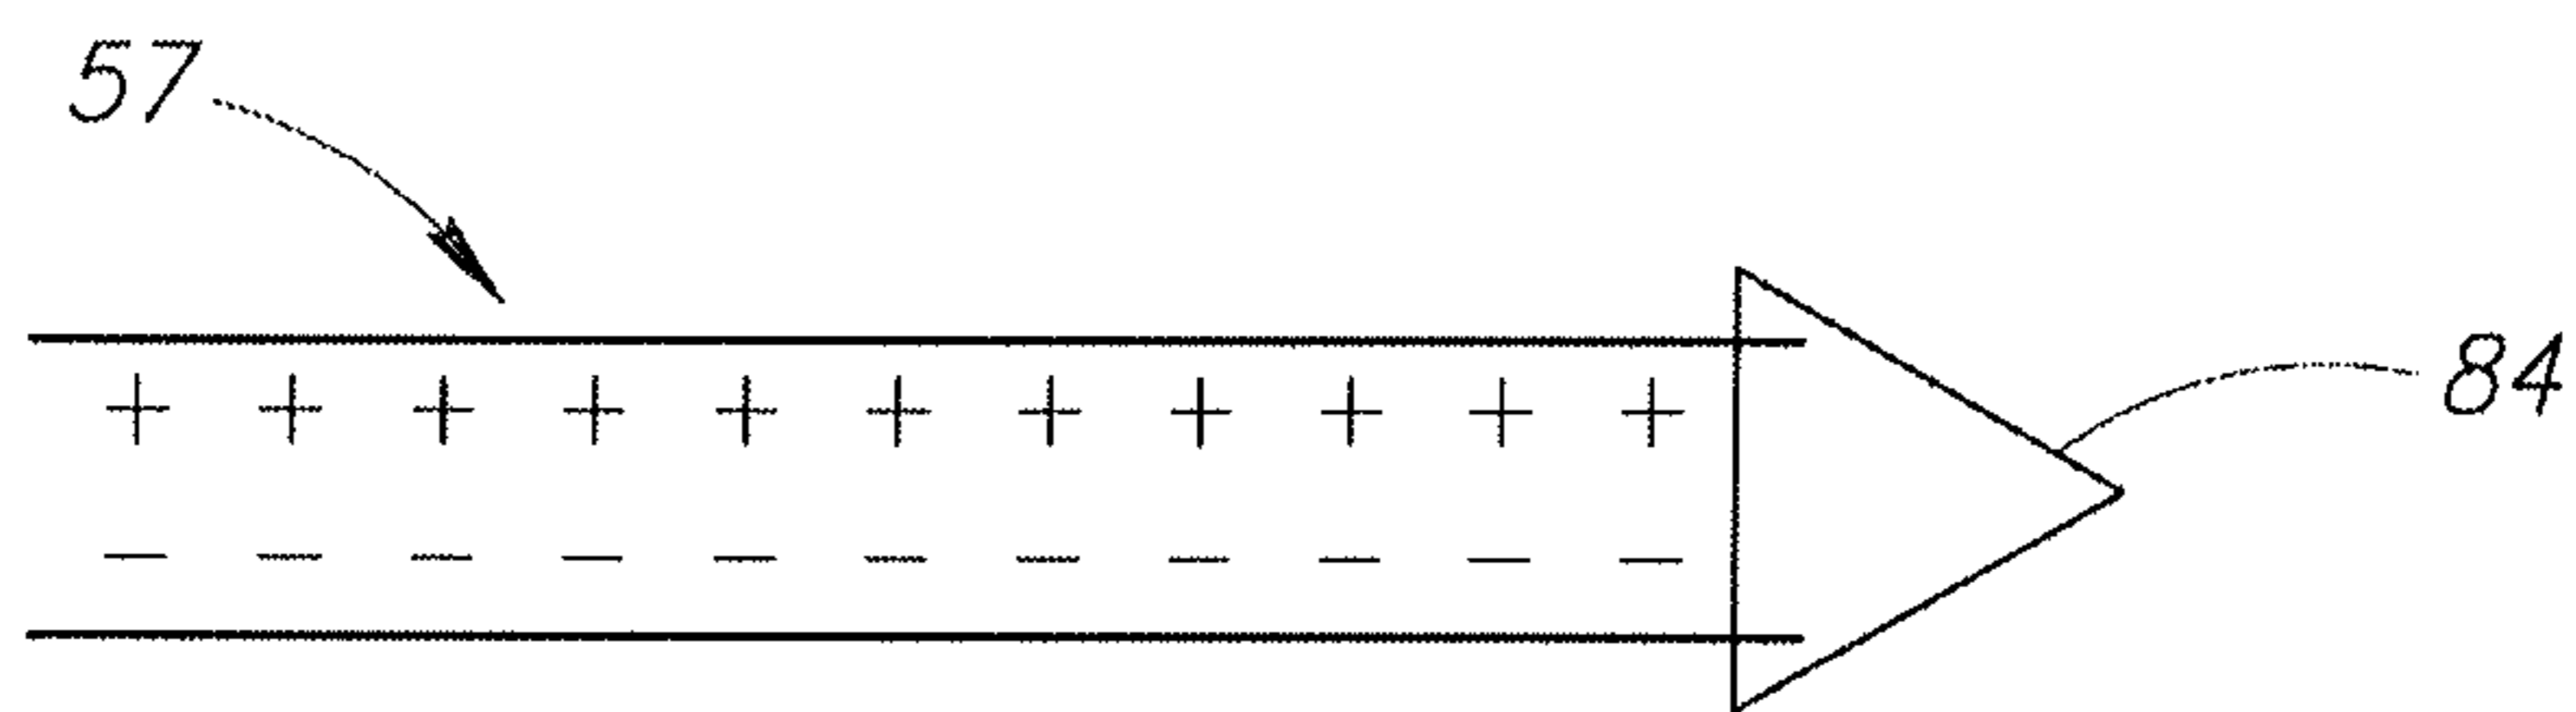 57
84
+ + + + + + + + + + +
− − − − − − − − − − −